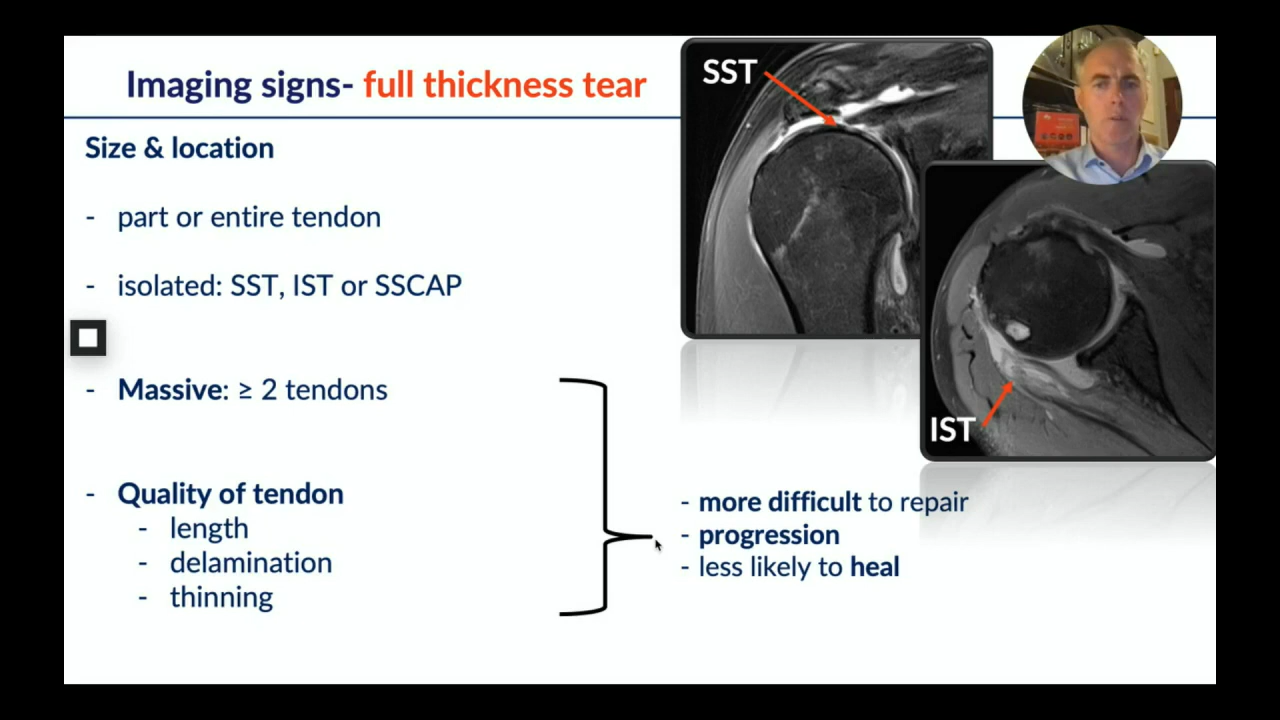 Imaging signs- full thickness tear
Size & location
- part or entire tendon
- isolated: SST, IST or SSCAP
- Massive: ≥ 2 tendons
- Quality of tendon
- length
- delamination
- thinning
- more difficult to repair
- progression
- less likely to heal
SST
IST